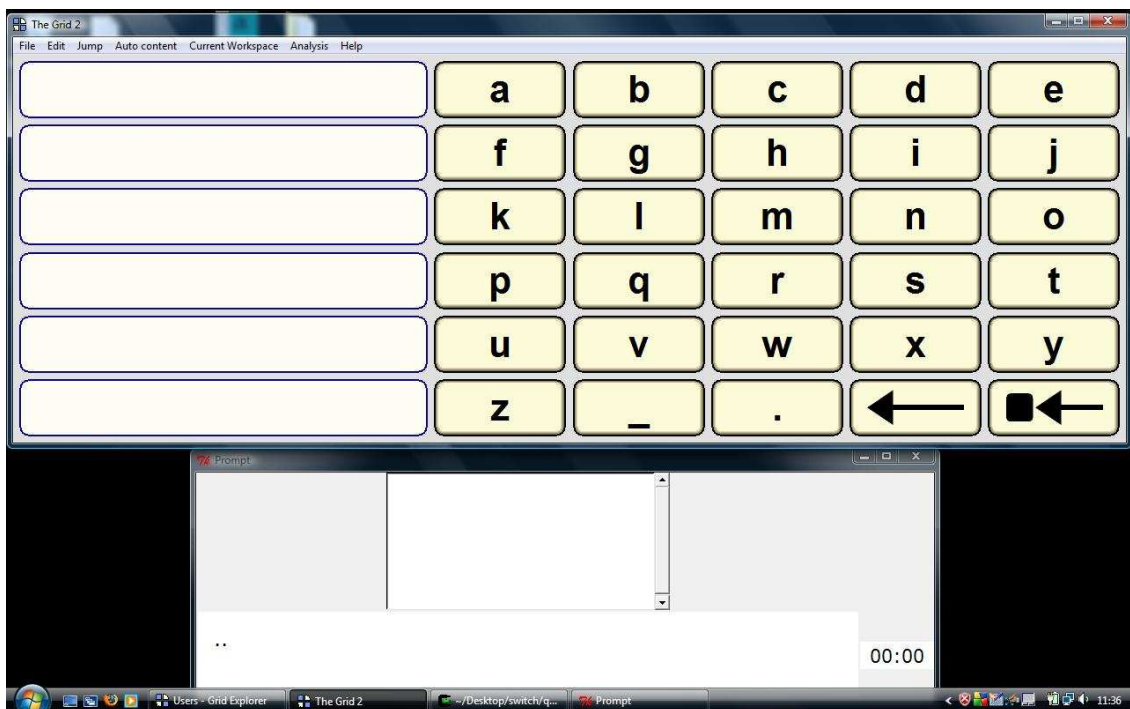 The Grid 2
File Edit Jump Auto content Current Workspace Analysis Help
a b c d e
f g h i j
k l m n o
p q r s t
u v w x y
z _ .
Prompt
..
00:00
Users - Grid Explorer The Grid 2 ~/Desktop/switch/q... Prompt 11:36